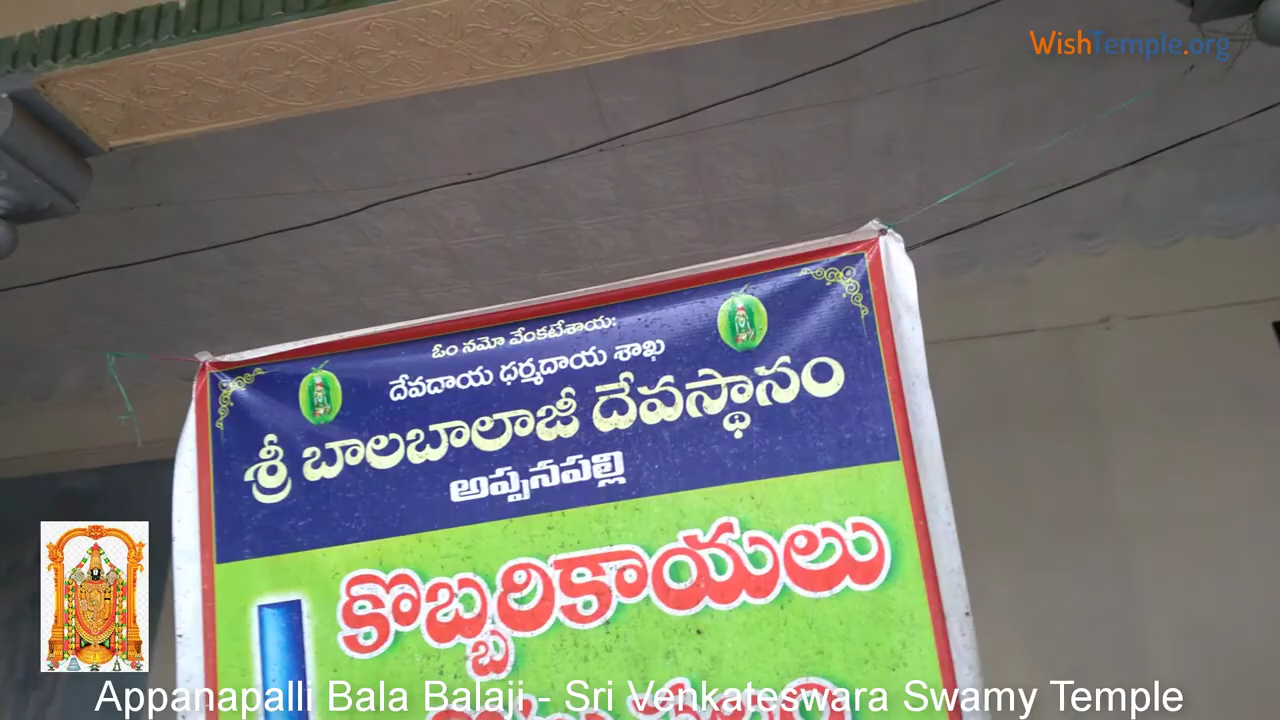 WishTemple.org
ఓం నమో వేంకటేశాయః
దేవదాయ ధర్మదాయ శాఖ
శ్రీ బాలబాలాజీ దేవస్థానం
అప్పనపల్లి
కొబ్బరికాయలు
Appanapalli Bala Balaji - Sri Venkateswara Swamy Temple